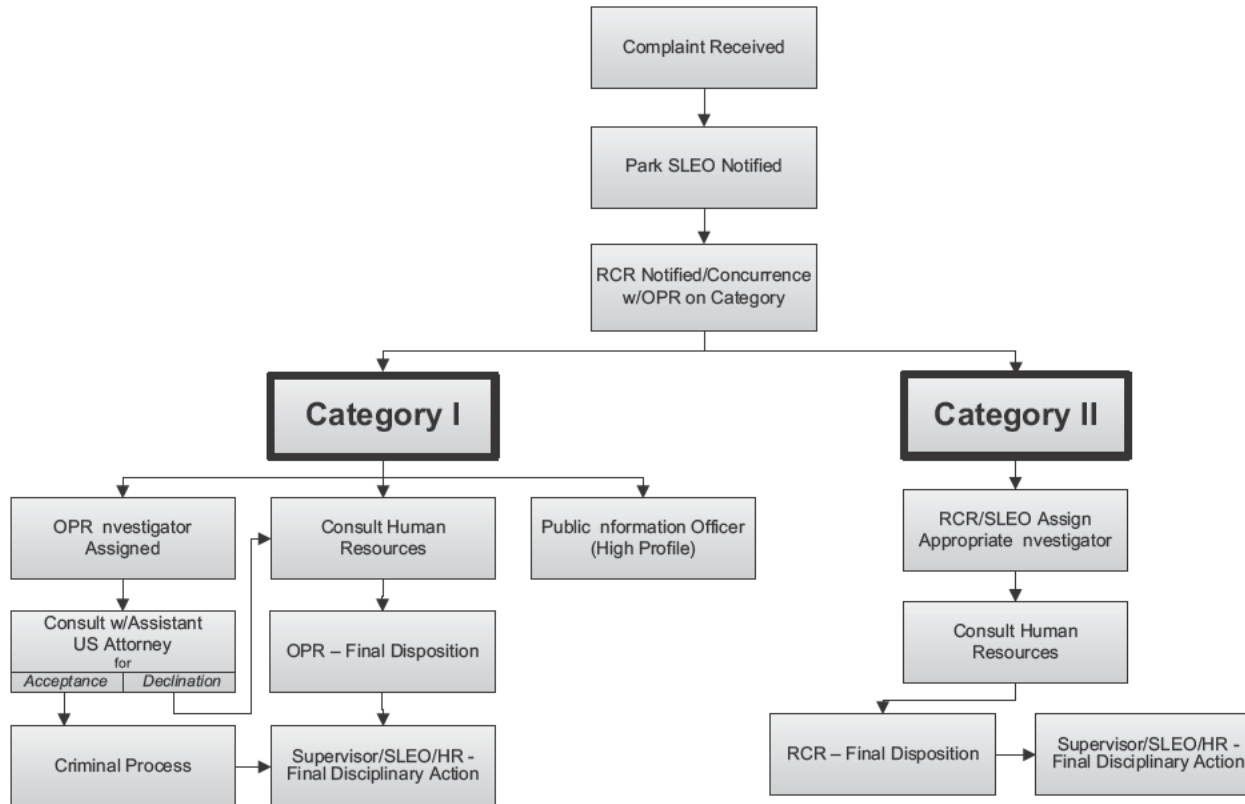 Complaint Received
Park SLEO Notified
RCR Notified/Concurrence
w/OPR on Category
Category I
Category II
OPR nvestigator
Assigned
Consult Human
Resources
Public nformation Officer
(High Profile)
RCR/SLEO Assign
Appropriate nvestigator
Consult w/Assistant
US Attorney
for
Acceptance
Declination
OPR – Final Disposition
Consult Human
Resources
Criminal Process
Supervisor/SLEO/HR -
Final Disciplinary Action
RCR – Final Disposition
Supervisor/SLEO/HR -
Final Disciplinary Action